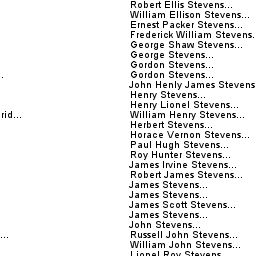 Robert Ellis Stevens...
William Ellison Stevens...
Ernest Packer Stevens...
Frederick William Stevens.
George Shaw Stevens...
George Stevens...
Gordon Stevens...
.. Gordon Stevens...
John Henly James Stevens
Henry Stevens...
Henry Lionel Stevens...
rid... William Henry Stevens...
Herbert Stevens...
Horace Vernon Stevens...
Paul Hugh Stevens...
Roy Hunter Stevens...
James Irvine Stevens...
Robert James Stevens...
James Stevens...
James Stevens...
James Scott Stevens...
James Stevens...
John Stevens...
... Russell John Stevens...
William John Stevens...
Lionel Roy Stevens